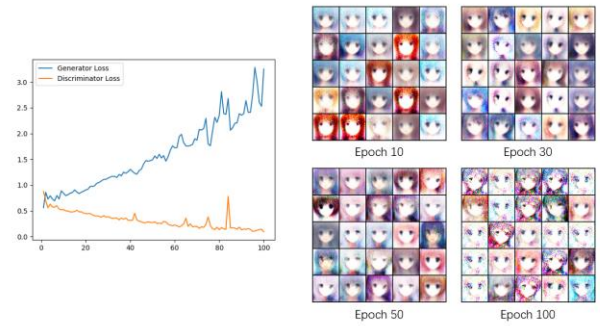 Generator Loss
Discriminator Loss
3.0
2.5
2.0
1.5
1.0
0.5
0.0
0 20 40 60 80 100
Epoch 10
Epoch 30
Epoch 50
Epoch 100